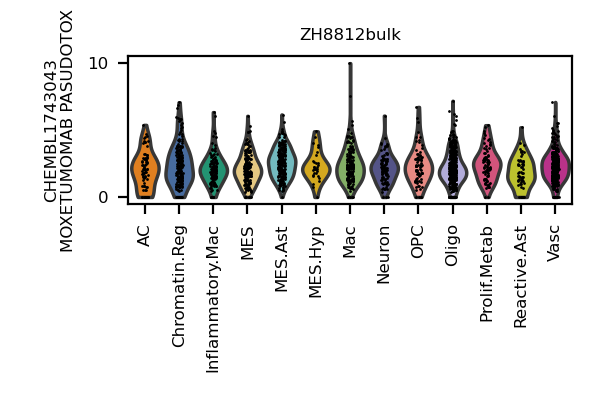 ZH8812bulk
CHEMBL1743043
MOXETUMOMAB PASUDOTOX
10
0
AC
Chromatin.Reg
Inflammatory.Mac
MES
MES.Ast
MES.Hyp
Mac
Neuron
OPC
Oligo
Prolif.Metab
Reactive.Ast
Vasc